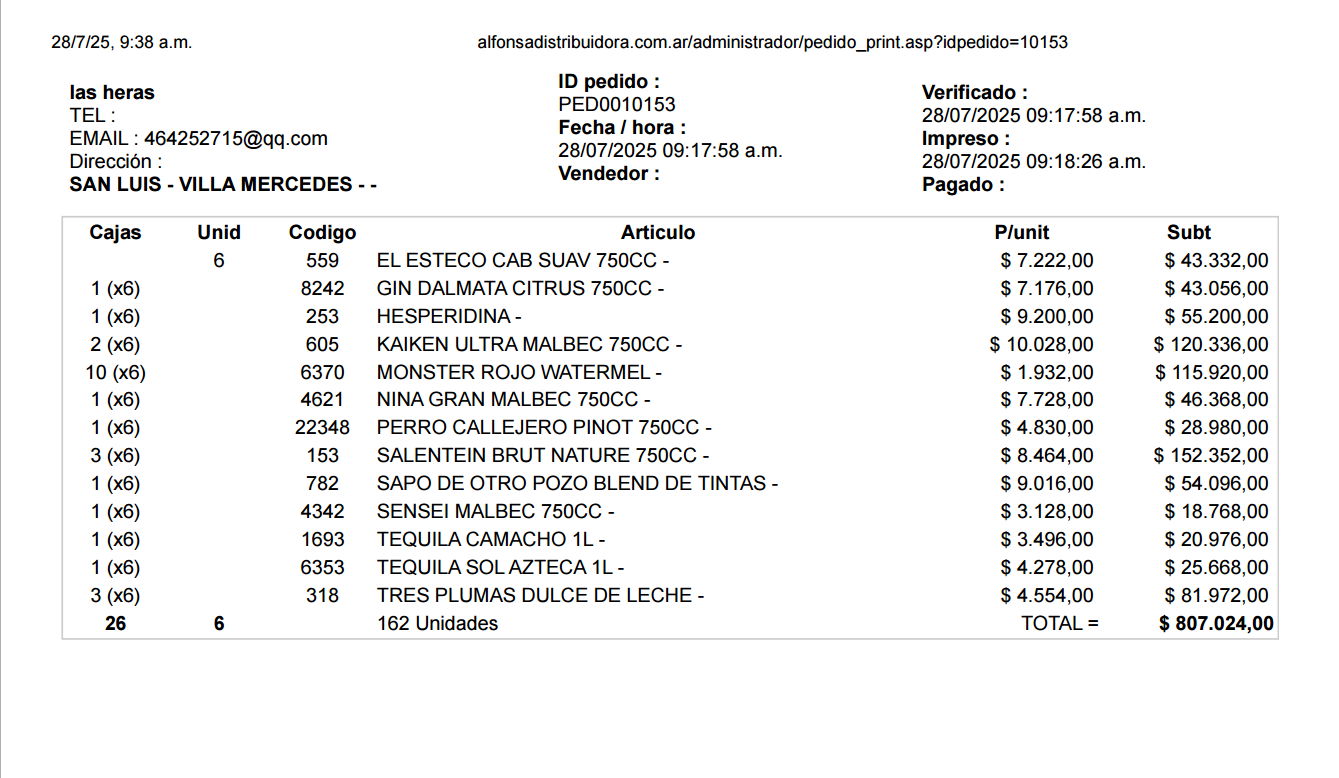 28/7/25, 9:38 a.m. alfonsadistribuidora.com.ar/administrador/pedido_print.asp?idpedido=10153
las heras
TEL :
EMAIL : 464252715@qq.com
Dirección :
SAN LUIS - VILLA MERCEDES - -
ID pedido :
PED0010153
Fecha / hora :
28/07/2025 09:17:58 a.m.
Vendedor :
Verificado :
28/07/2025 09:17:58 a.m.
Impreso :
28/07/2025 09:18:26 a.m.
Pagado :
Cajas Unid Codigo Articulo P/unit Subt
6 559 EL ESTECO CAB SUAV 750CC - $ 7.222,00 $ 43.332,00
1 (x6) 8242 GIN DALMATA CITRUS 750CC - $ 7.176,00 $ 43.056,00
1 (x6) 253 HESPERIDINA - $ 9.200,00 $ 55.200,00
2 (x6) 605 KAIKEN ULTRA MALBEC 750CC - $ 10.028,00 $ 120.336,00
10 (x6) 6370 MONSTER ROJO WATERMEL - $ 1.932,00 $ 115.920,00
1 (x6) 4621 NINA GRAN MALBEC 750CC - $ 7.728,00 $ 46.368,00
1 (x6) 22348 PERRO CALLEJERO PINOT 750CC - $ 4.830,00 $ 28.980,00
3 (x6) 153 SALENTEIN BRUT NATURE 750CC - $ 8.464,00 $ 152.352,00
1 (x6) 782 SAPO DE OTRO POZO BLEND DE TINTAS - $ 9.016,00 $ 54.096,00
1 (x6) 4342 SENSEI MALBEC 750CC - $ 3.128,00 $ 18.768,00
1 (x6) 1693 TEQUILA CAMACHO 1L - $ 3.496,00 $ 20.976,00
1 (x6) 6353 TEQUILA SOL AZTECA 1L - $ 4.278,00 $ 25.668,00
3 (x6) 318 TRES PLUMAS DULCE DE LECHE - $ 4.554,00 $ 81.972,00
26 6 162 Unidades TOTAL = $ 807.024,00